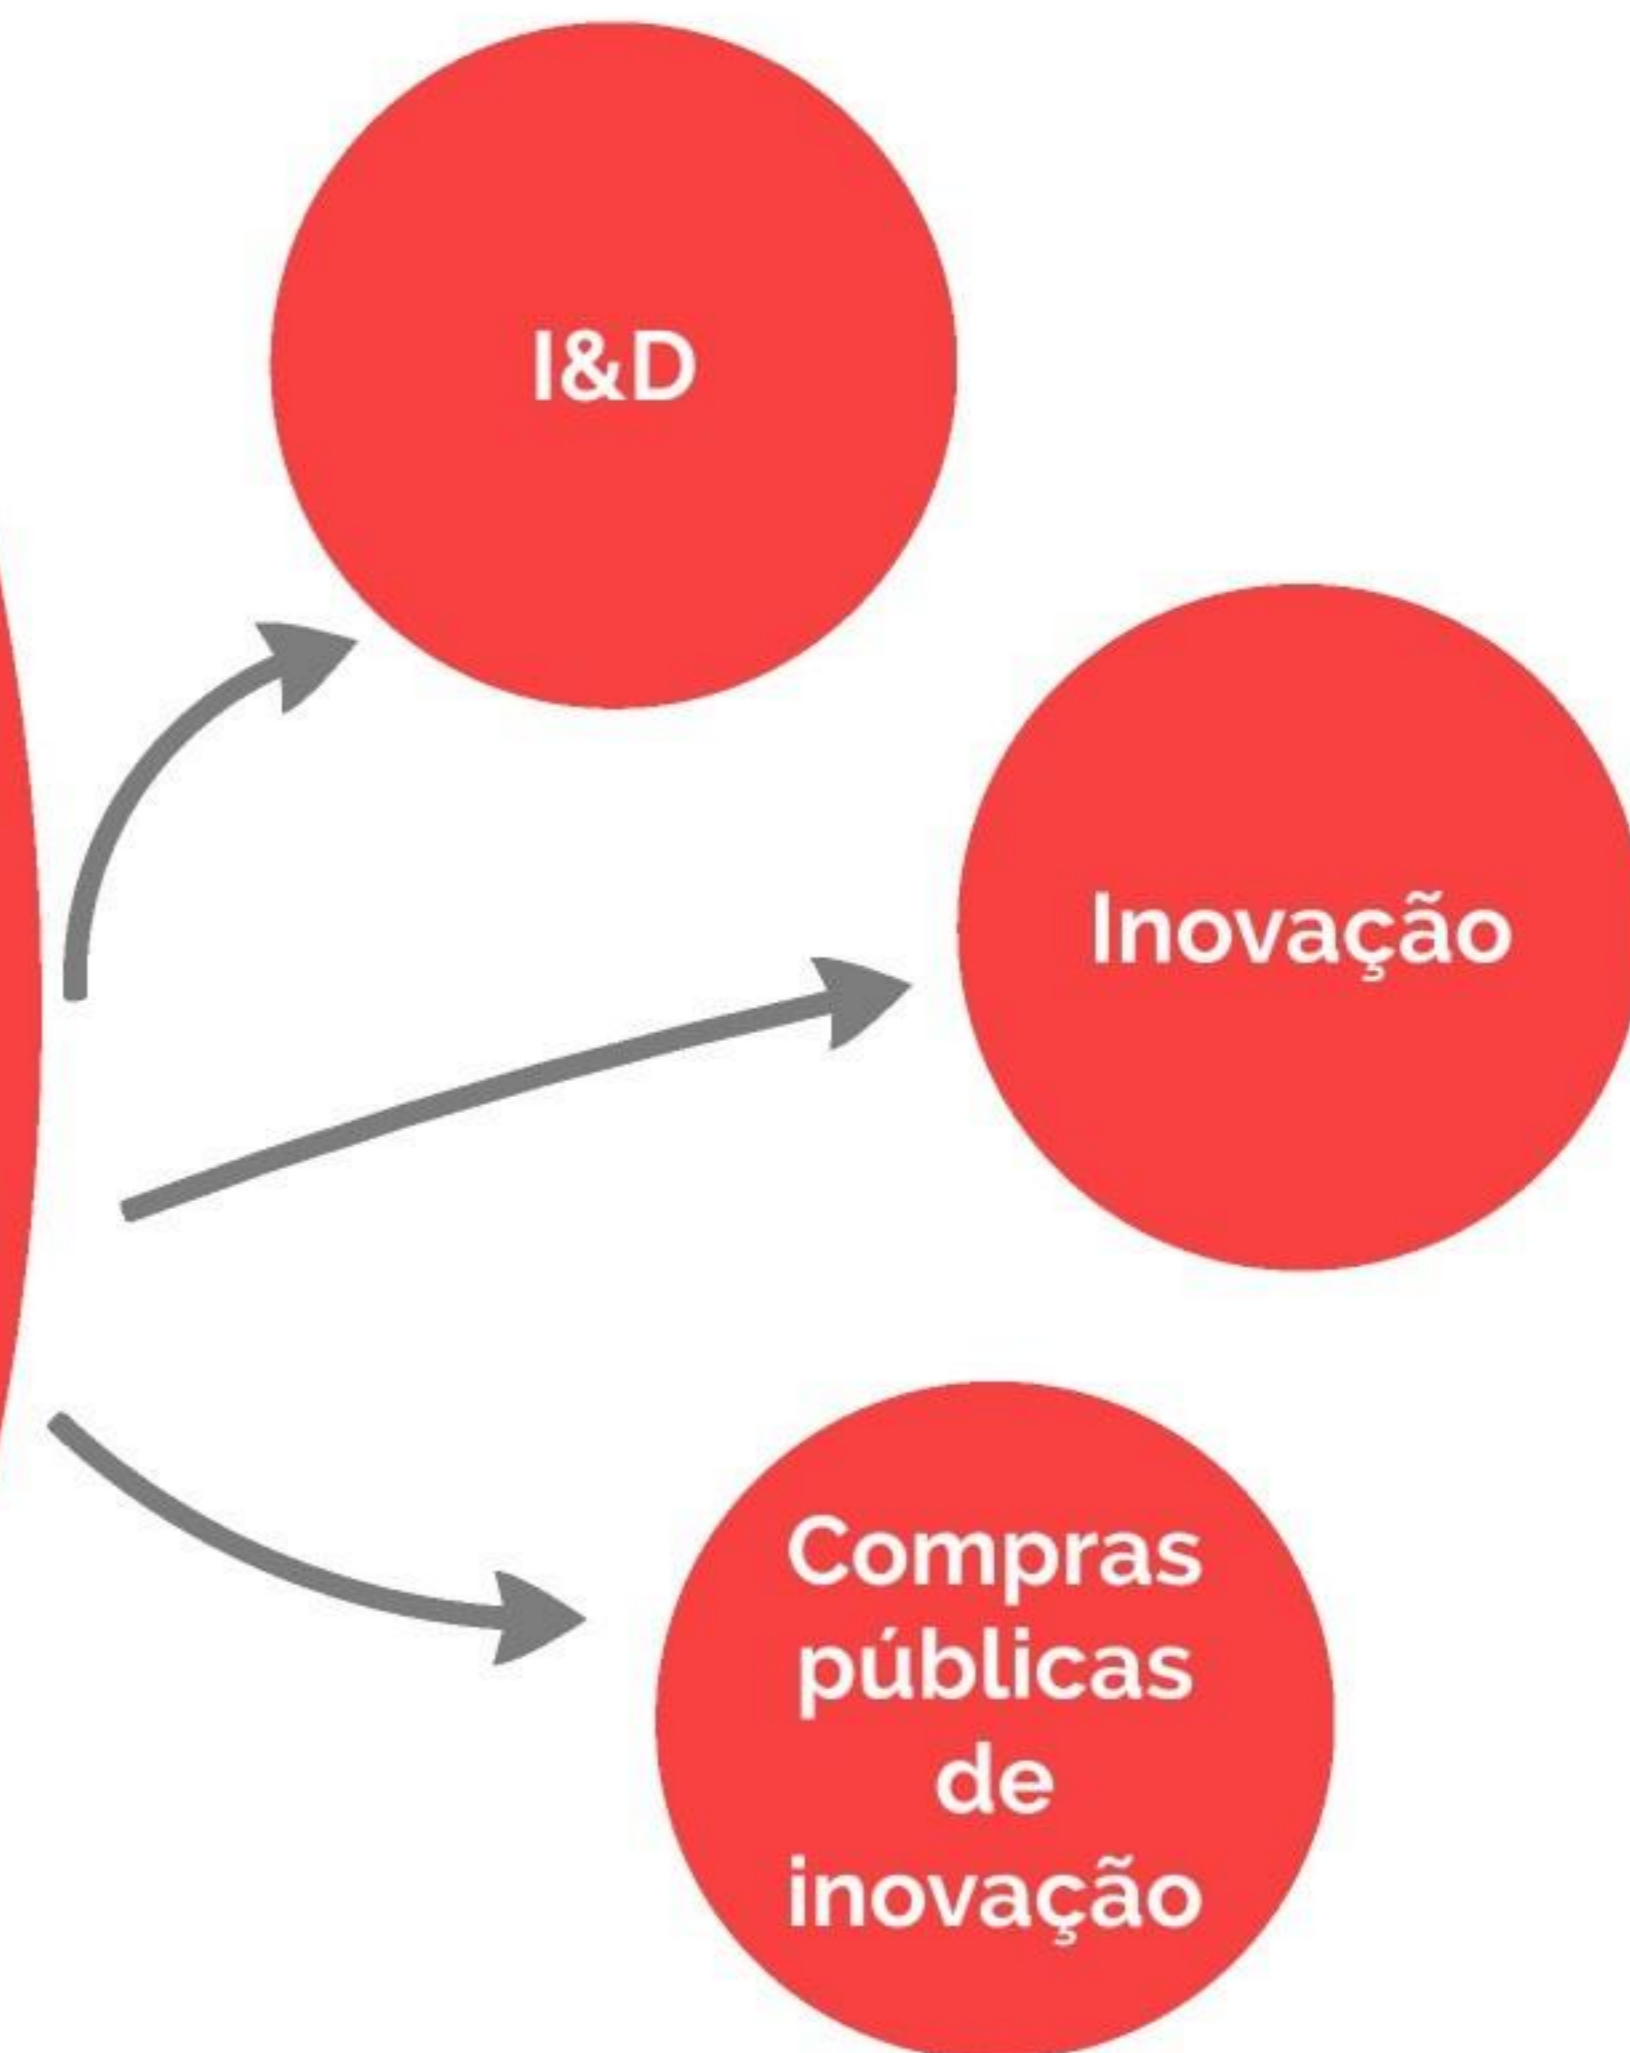 I&D
Inovação
Compras
públicas
de
inovação